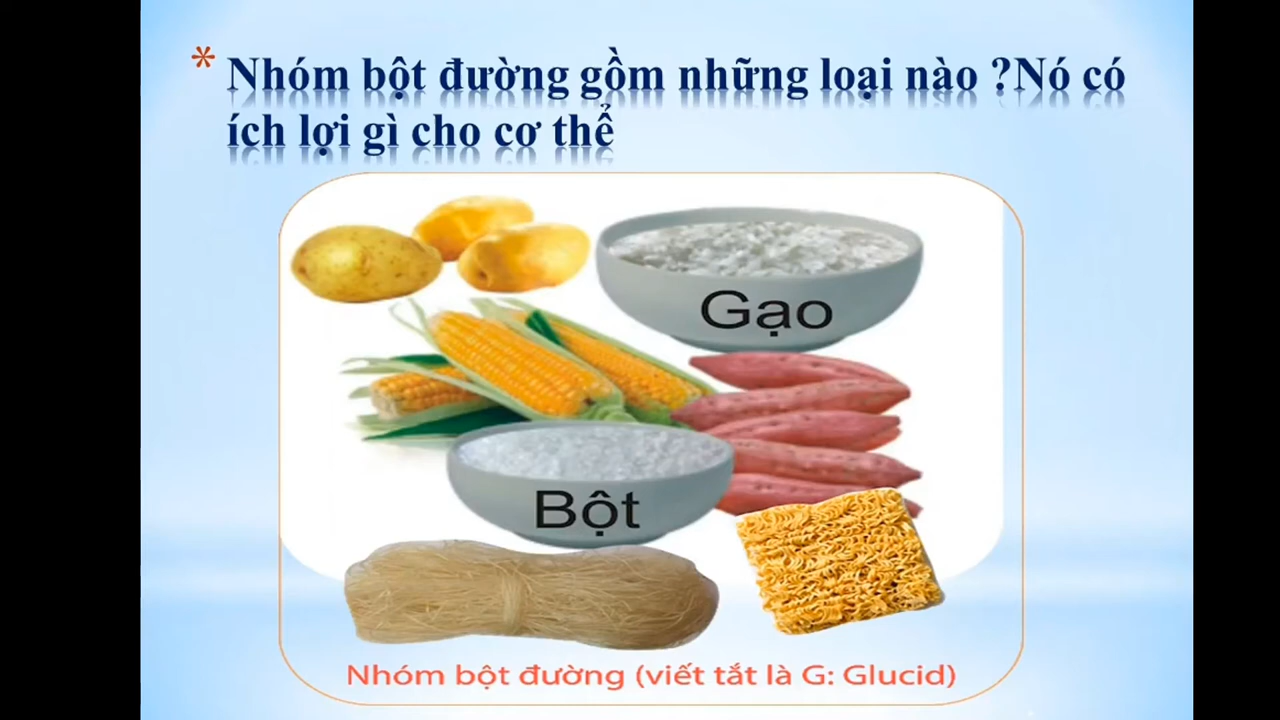 * Nhóm bột đường gồm những loại nào ?Nó có
ích lợi gì cho cơ thể
Gạo
Bột
Nhóm bột đường (viết tắt là G: Glucid)